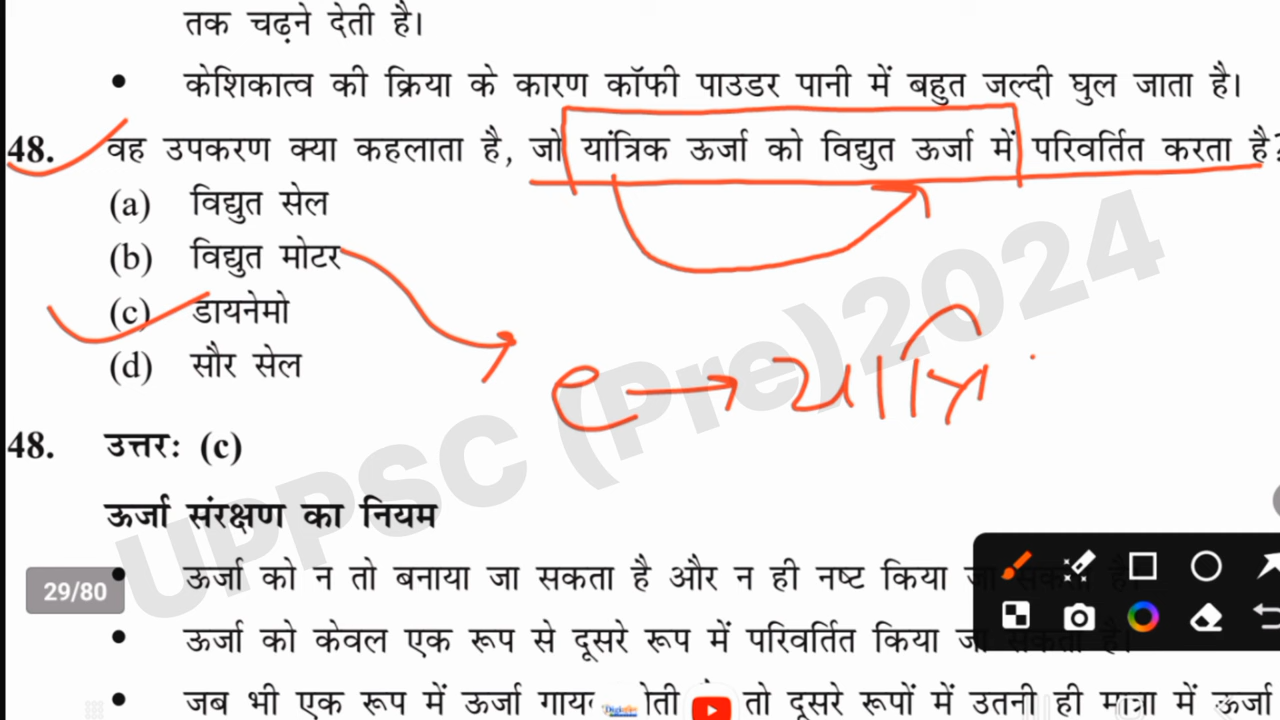 तक चढ़ने देती है।
• केशिकात्व की क्रिया के कारण कॉफी पाउडर पानी में बहुत जल्दी घुल जाता है।
48. वह उपकरण क्या कहलाता है, जो यांत्रिक ऊर्जा को विद्युत ऊर्जा में परिवर्तित करता है?
(a) विद्युत सेल
(b) विद्युत मोटर
(c) डायनेमो
(d) सौर सेल
e → यात्रि
48. उत्तरः (c)
ऊर्जा संरक्षण का नियम
• ऊर्जा को न तो बनाया जा सकता है और न ही नष्ट किया जा सकता है।
29/80
• ऊर्जा को केवल एक रूप से दूसरे रूप में परिवर्तित किया जा सकता है।
• जब भी एक रूप में ऊर्जा तो दूसरे रूपों में उतनी ही मात्रा में ऊर्जा
UPPSC (Pre) 2024